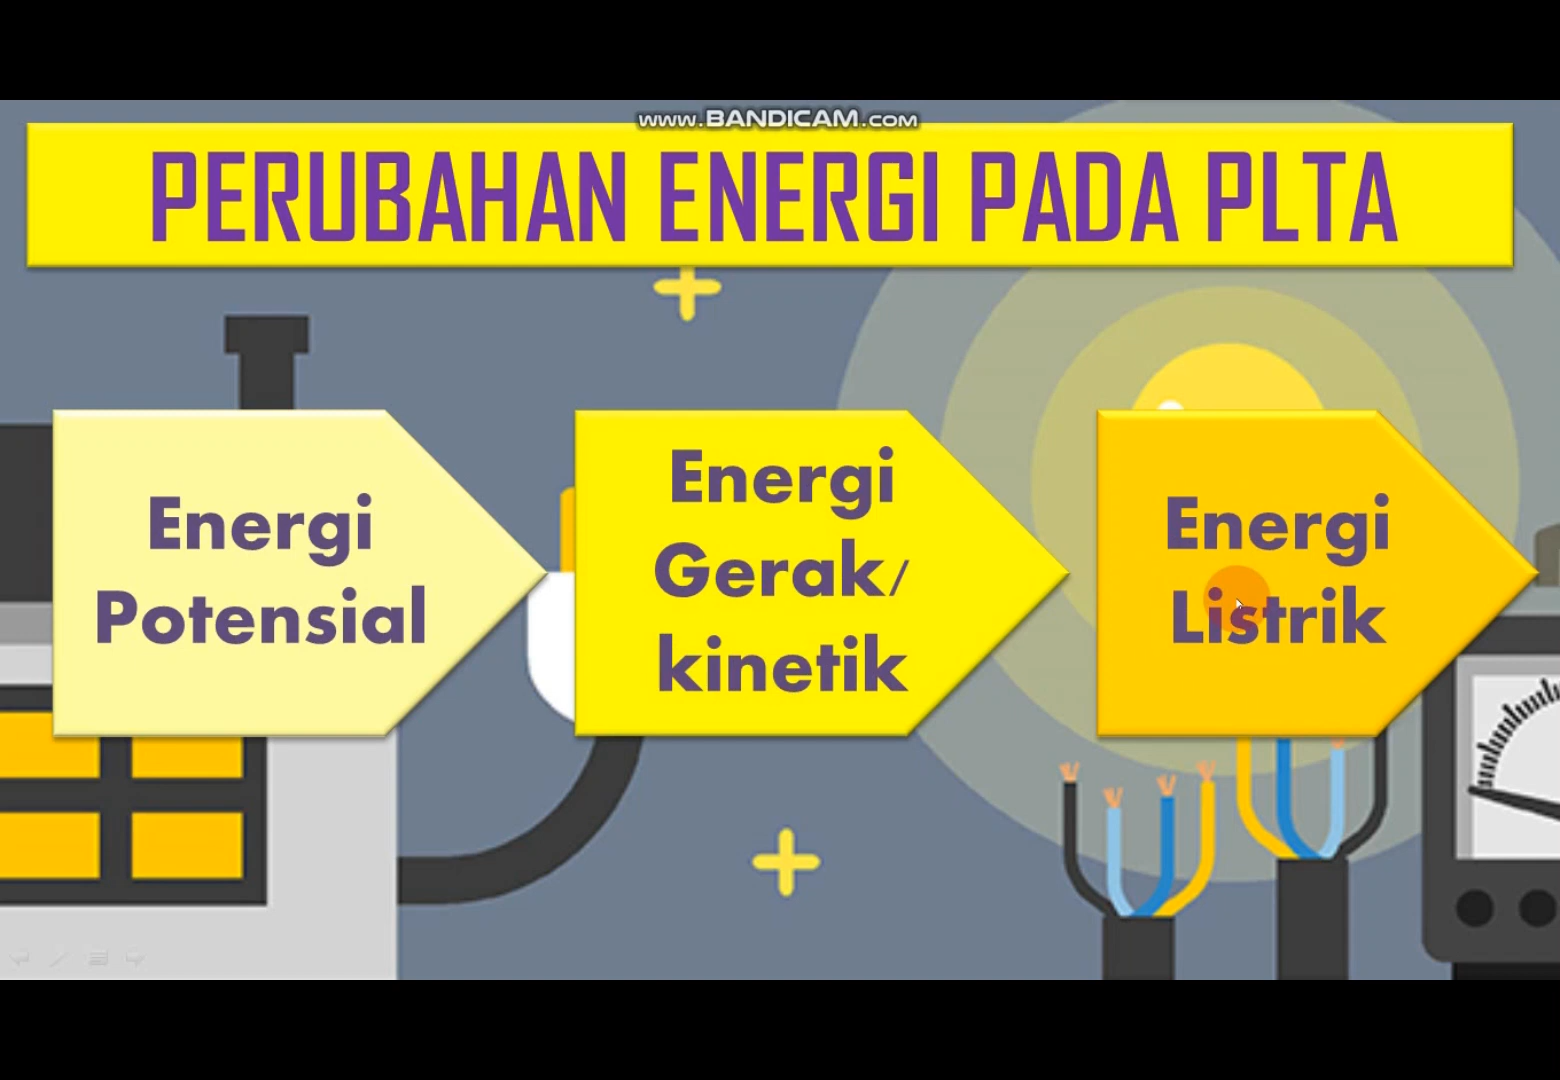 www.BANDICAM.com
PERUBAHAN ENERGI PADA PLTA
Energi
Potensial
Energi
Gerak/
kinetik
Energi
Listrik